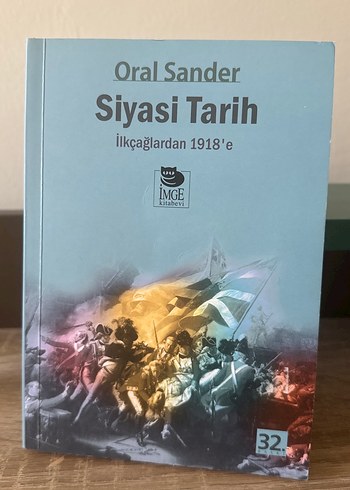 Oral Sander
Siyasi Tarih
İlkçağlardan 1918'e
İMGE
kitabevi
32.